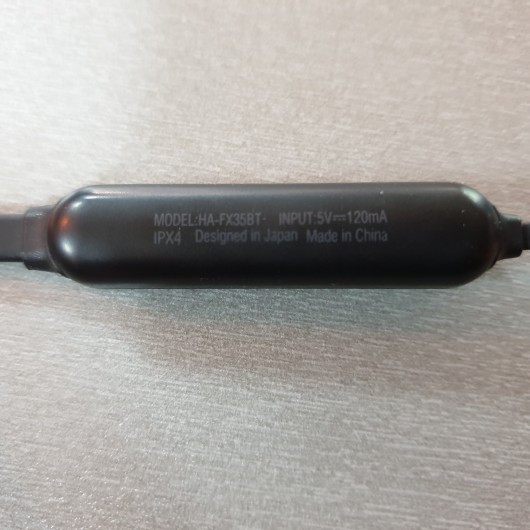 MODEL:HA-FX35BT· INPUT:5V⎓120mA
IPX4 Designed in Japan Made in China